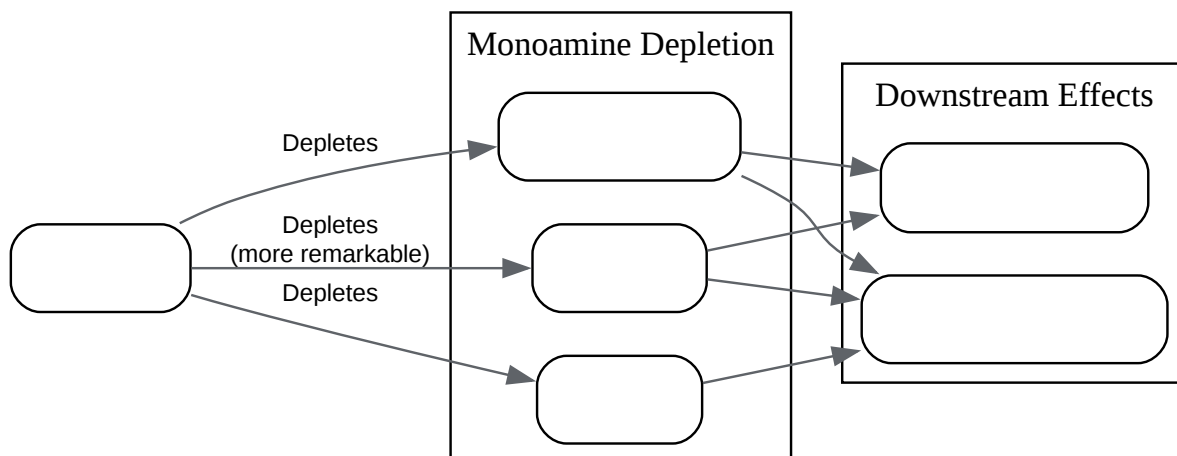 Monoamine Depletion
Downstream Effects
Depletes
Depletes
(more remarkable)
Depletes